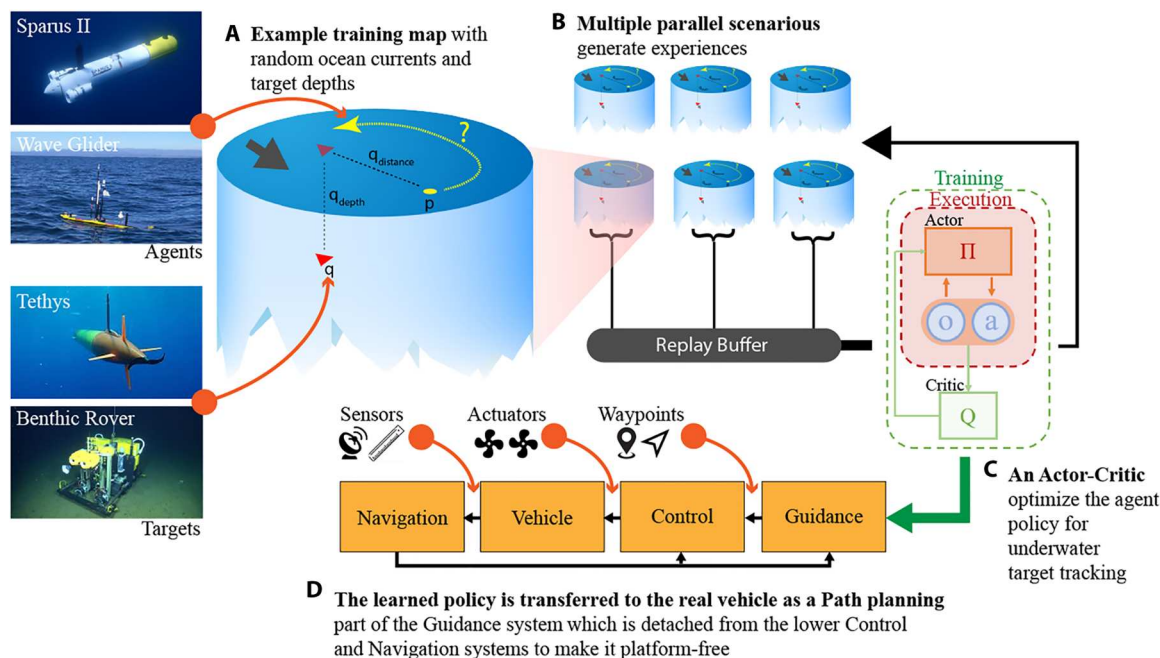 Sparus II
Wave Glider
Agents
Tethys
Benthic Rover
Targets
A Example training map with
random ocean currents and
target depths
?
q distance
q depth
p
q
B Multiple parallel scenarious
generate experiences
Replay Buffer
Training
Execution
Actor
Π
o a
Critic
Q
C An Actor-Critic
optimize the agent
policy for
underwater
target tracking
Sensors
Actuators
Waypoints
Navigation
Vehicle
Control
Guidance
D The learned policy is transferred to the real vehicle as a Path planning
part of the Guidance system which is detached from the lower Control
and Navigation systems to make it platform-free